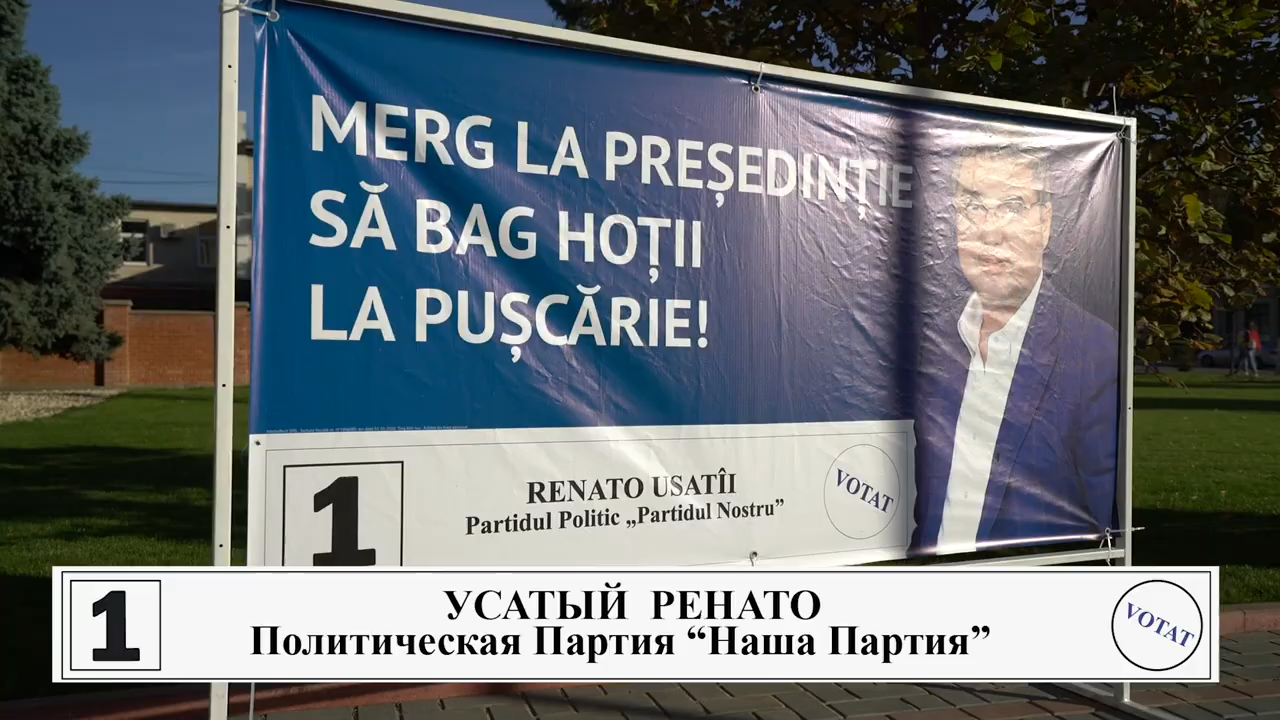 MERG LA PREȘEDINȚIE
SĂ BAG HOȚII
LA PUȘCĂRIE!
1
RENATO USATÎI
Partidul Politic „Partidul Nostru”
VOTAT
1
УСАТЫЙ РЕНАТО
Политическая Партия “Наша Партия”
VOTAT